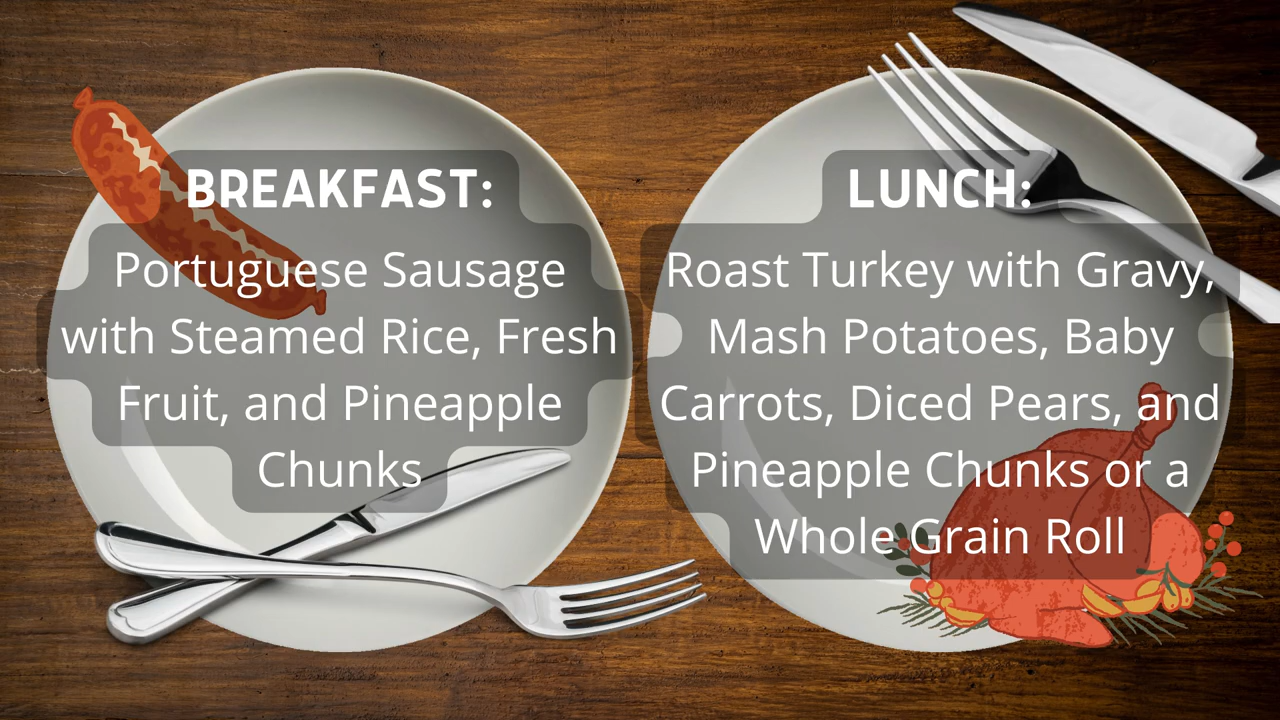 BREAKFAST:
Portuguese Sausage
with Steamed Rice, Fresh
Fruit, and Pineapple
Chunks
LUNCH:
Roast Turkey with Gravy,
Mash Potatoes, Baby
Carrots, Diced Pears, and
Pineapple Chunks or a
Whole Grain Roll